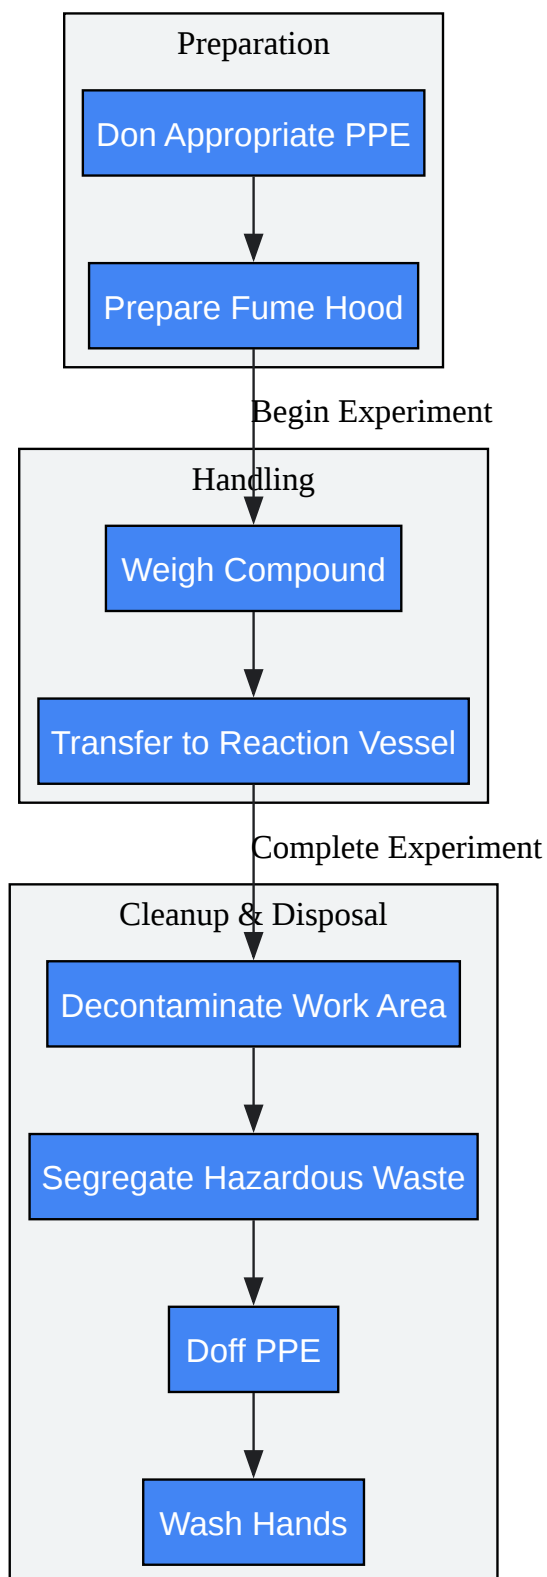 Preparation
Don Appropriate PPE
Prepare Fume Hood
Begin Experiment
Handling
Weigh Compound
Transfer to Reaction Vessel
Complete Experiment
Cleanup & Disposal
Decontaminate Work Area
Segregate Hazardous Waste
Doff PPE
Wash Hands